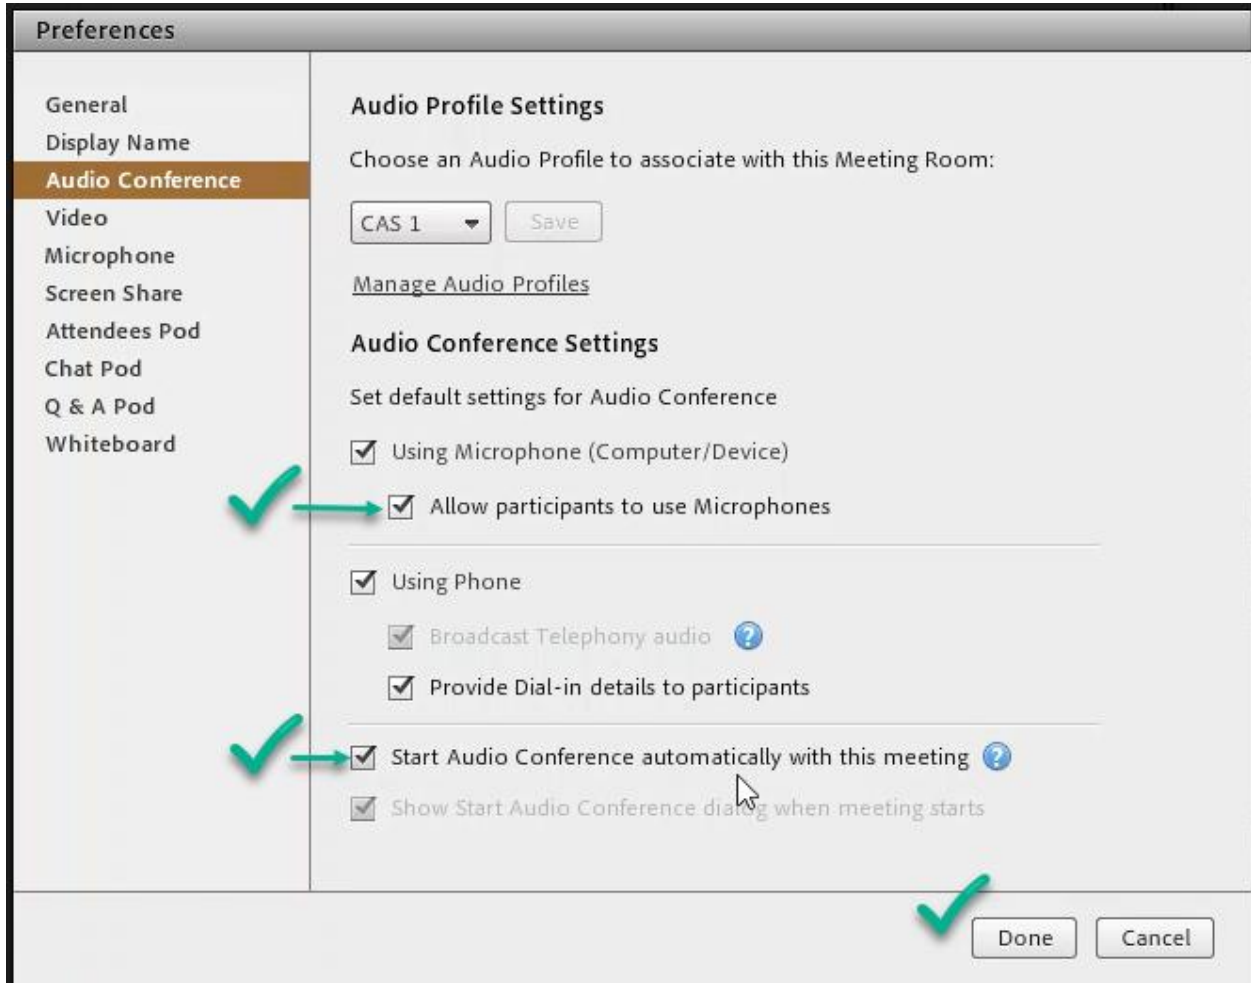 Preferences
General
Display Name
Audio Conference
Video
Microphone
Screen Share
Attendees Pod
Chat Pod
Q & A Pod
Whiteboard
Audio Profile Settings
Choose an Audio Profile to associate with this Meeting Room:
CAS 1
Save
Manage Audio Profiles
Audio Conference Settings
Set default settings for Audio Conference
Using Microphone (Computer/Device)
Allow participants to use Microphones
Using Phone
Broadcast Telephony audio ?
Provide Dial-in details to participants
Start Audio Conference automatically with this meeting ?
Show Start Audio Conference dialog when meeting starts
Done
Cancel